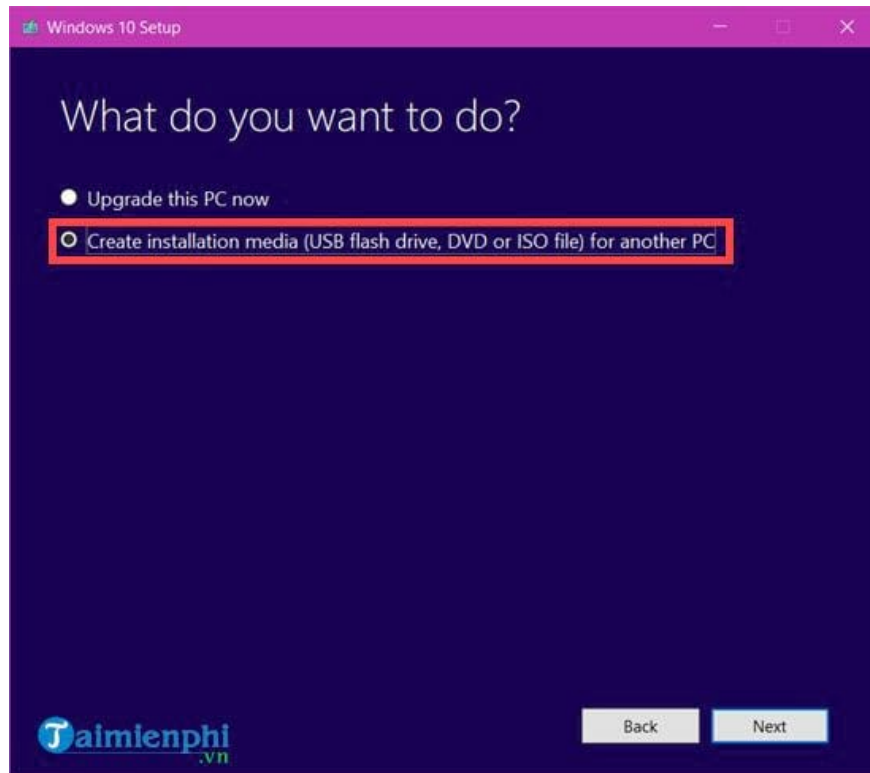 Windows 10 Setup
What do you want to do?
Upgrade this PC now
Create installation media (USB flash drive, DVD or ISO file) for another PC
Back
Next
Taimienphi
.vn